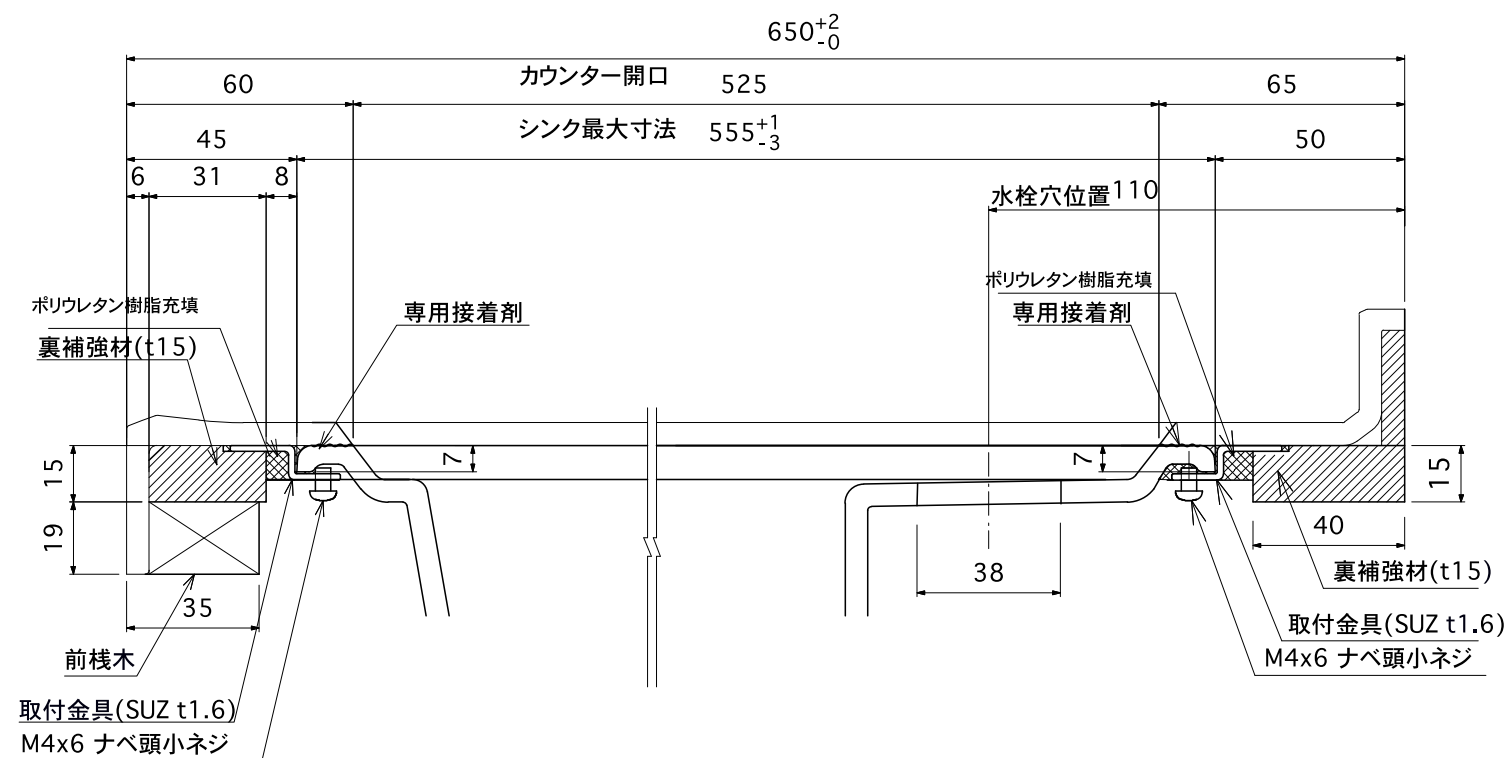 650+2-0
60 カウンター開口 525 65
45 シンク最大寸法 555+1-3 50
6 31 8
水栓穴位置110
ポリウレタン樹脂充填
専用接着剤
裏補強材(t15)
ポリウレタン樹脂充填
専用接着剤
15
7
7
15
19
40
38
35
裏補強材(t15)
前桟木
取付金具(SUZ t1.6)
M4x6 ナベ頭小ネジ
取付金具(SUZ t1.6)
M4x6 ナベ頭小ネジ